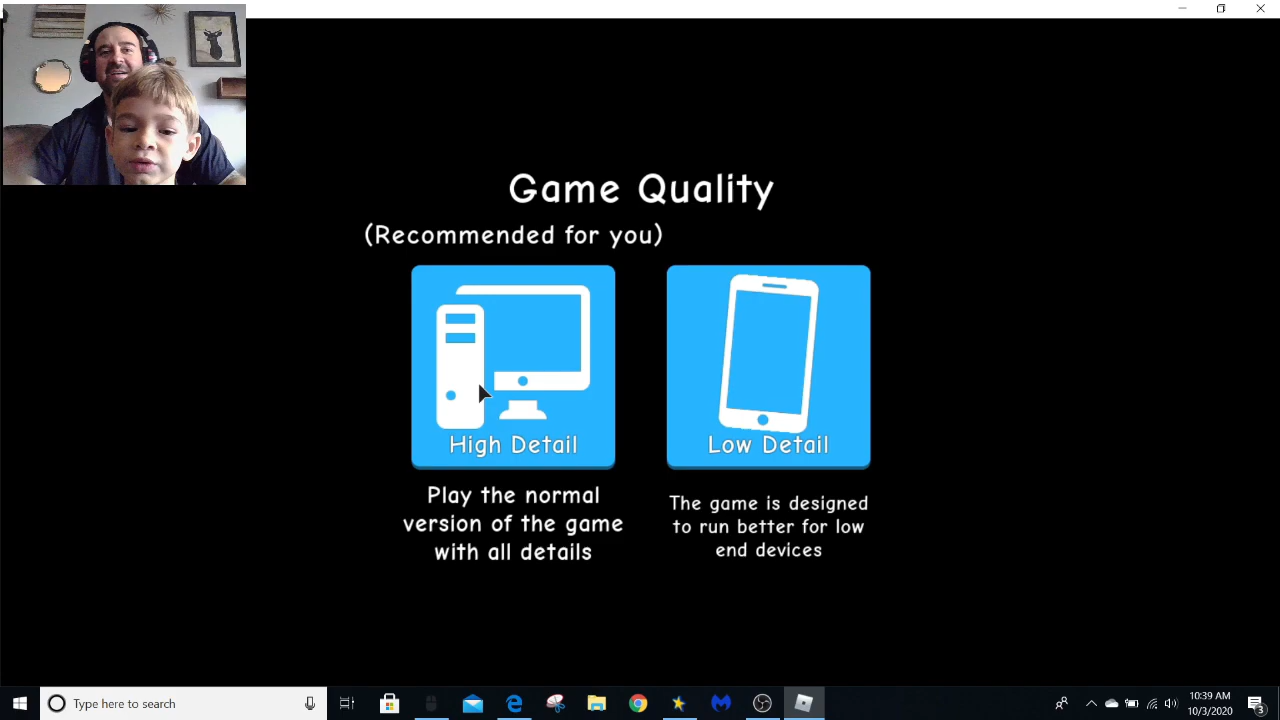 Game Quality
(Recommended for you)
High Detail
Low Detail
Play the normal
version of the game
with all details
The game is designed
to run better for low
end devices
Type here to search
10:39 AM
10/3/2020
3